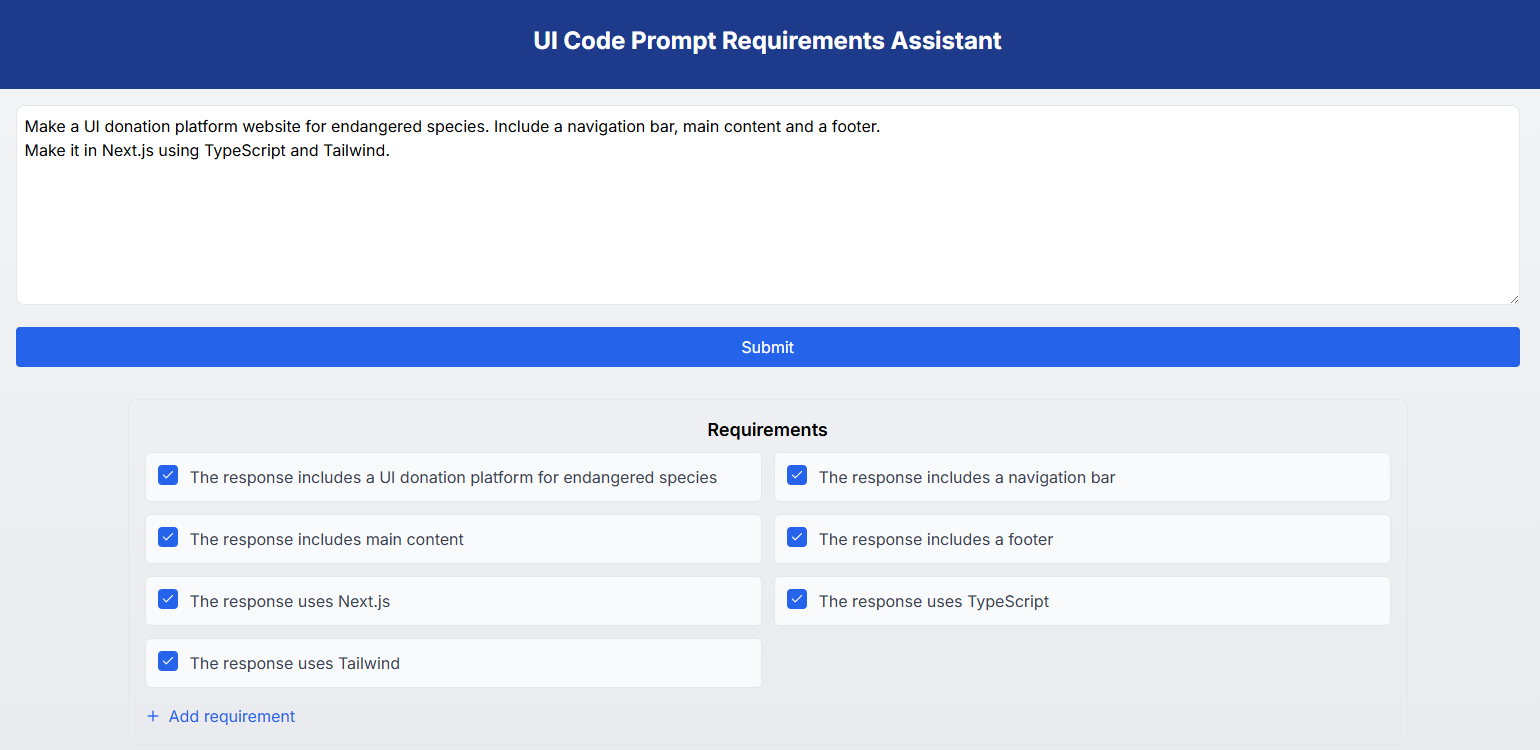 UI Code Prompt Requirements Assistant
Make a UI donation platform website for endangered species. Include a navigation bar, main content and a footer.
Make it in Next.js using TypeScript and Tailwind.
Submit
Requirements
The response includes a UI donation platform for endangered species
The response includes a navigation bar
The response includes main content
The response includes a footer
The response uses Next.js
The response uses TypeScript
The response uses Tailwind
+ Add requirement